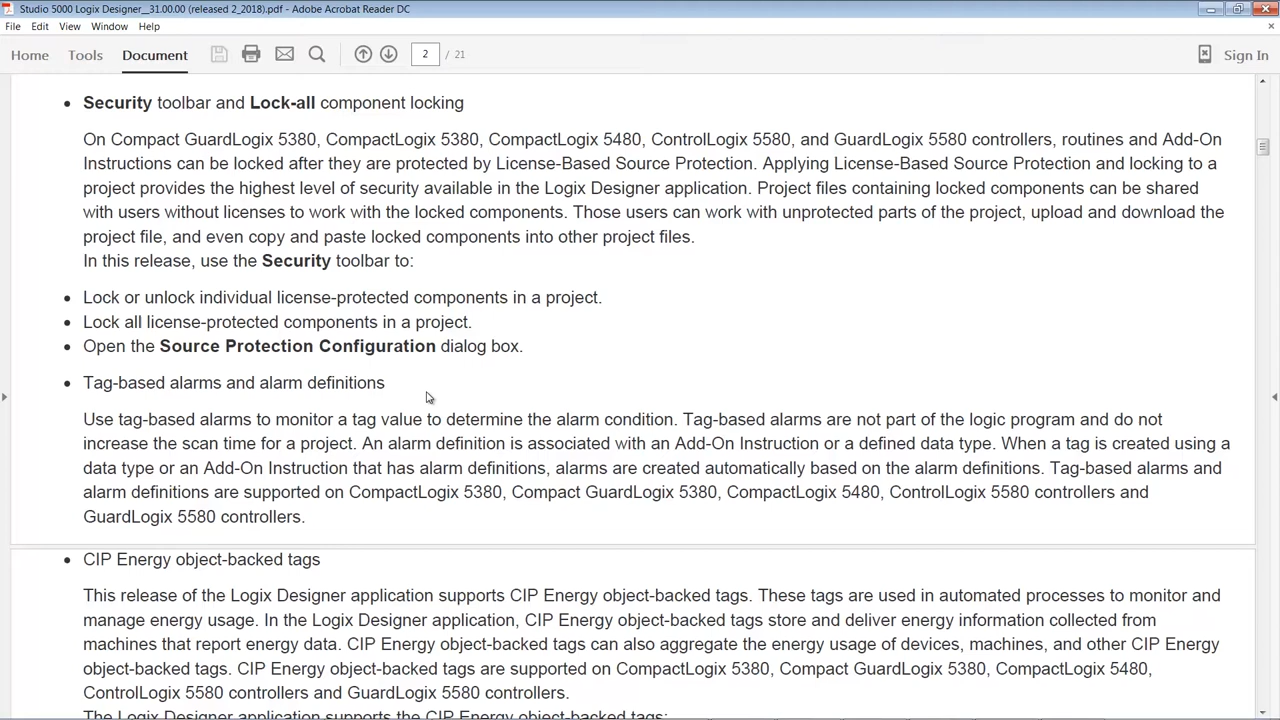 Studio 5000 Logix Designer__31.00.00 (released 2_2018).pdf - Adobe Acrobat Reader DC
File Edit View Window Help
Home Tools Document 2 / 21 Sign In
• Security toolbar and Lock-all component locking
On Compact GuardLogix 5380, CompactLogix 5380, CompactLogix 5480, ControlLogix 5580, and GuardLogix 5580 controllers, routines and Add-On
Instructions can be locked after they are protected by License-Based Source Protection. Applying License-Based Source Protection and locking to a
project provides the highest level of security available in the Logix Designer application. Project files containing locked components can be shared
with users without licenses to work with the locked components. Those users can work with unprotected parts of the project, upload and download the
project file, and even copy and paste locked components into other project files.
In this release, use the Security toolbar to:
• Lock or unlock individual license-protected components in a project.
• Lock all license-protected components in a project.
• Open the Source Protection Configuration dialog box.
• Tag-based alarms and alarm definitions
Use tag-based alarms to monitor a tag value to determine the alarm condition. Tag-based alarms are not part of the logic program and do not
increase the scan time for a project. An alarm definition is associated with an Add-On Instruction or a defined data type. When a tag is created using a
data type or an Add-On Instruction that has alarm definitions, alarms are created automatically based on the alarm definitions. Tag-based alarms and
alarm definitions are supported on CompactLogix 5380, Compact GuardLogix 5380, CompactLogix 5480, ControlLogix 5580 controllers and
GuardLogix 5580 controllers.
• CIP Energy object-backed tags
This release of the Logix Designer application supports CIP Energy object-backed tags. These tags are used in automated processes to monitor and
manage energy usage. In the Logix Designer application, CIP Energy object-backed tags store and deliver energy information collected from
machines that report energy data. CIP Energy object-backed tags can also aggregate the energy usage of devices, machines, and other CIP Energy
object-backed tags. CIP Energy object-backed tags are supported on CompactLogix 5380, Compact GuardLogix 5380, CompactLogix 5480,
ControlLogix 5580 controllers and GuardLogix 5580 controllers.
The Logix Designer application supports the CIP Energy object-backed tags: